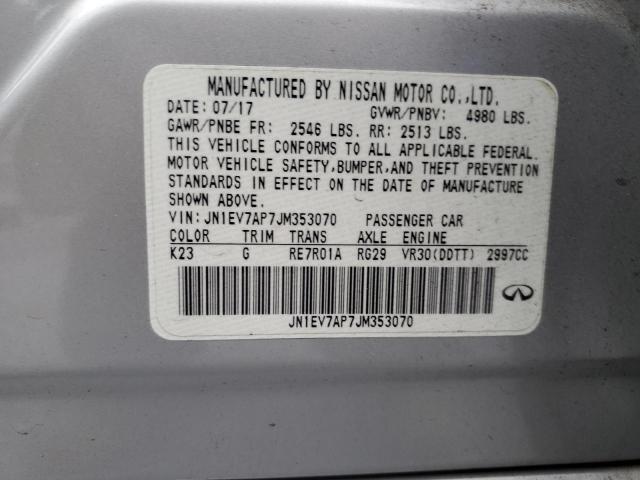 MANUFACTURED BY NISSAN MOTOR CO.,LTD.
DATE: 07/17 GVWR/PNBV: 4980 LBS.
GAWR/PNBE FR: 2546 LBS. RR: 2513 LBS.
THIS VEHICLE CONFORMS TO ALL APPLICABLE FEDERAL
MOTOR VEHICLE SAFETY,BUMPER,AND THEFT PREVENTION
STANDARDS IN EFFECT ON THE DATE OF MANUFACTURE
SHOWN ABOVE.
VIN: JN1EV7AP7JM353070 PASSENGER CAR
COLOR TRIM TRANS AXLE ENGINE
K23 G RE7R01A RG29 VR30(DDTT) 2997CC
JN1EV7AP7JM353070